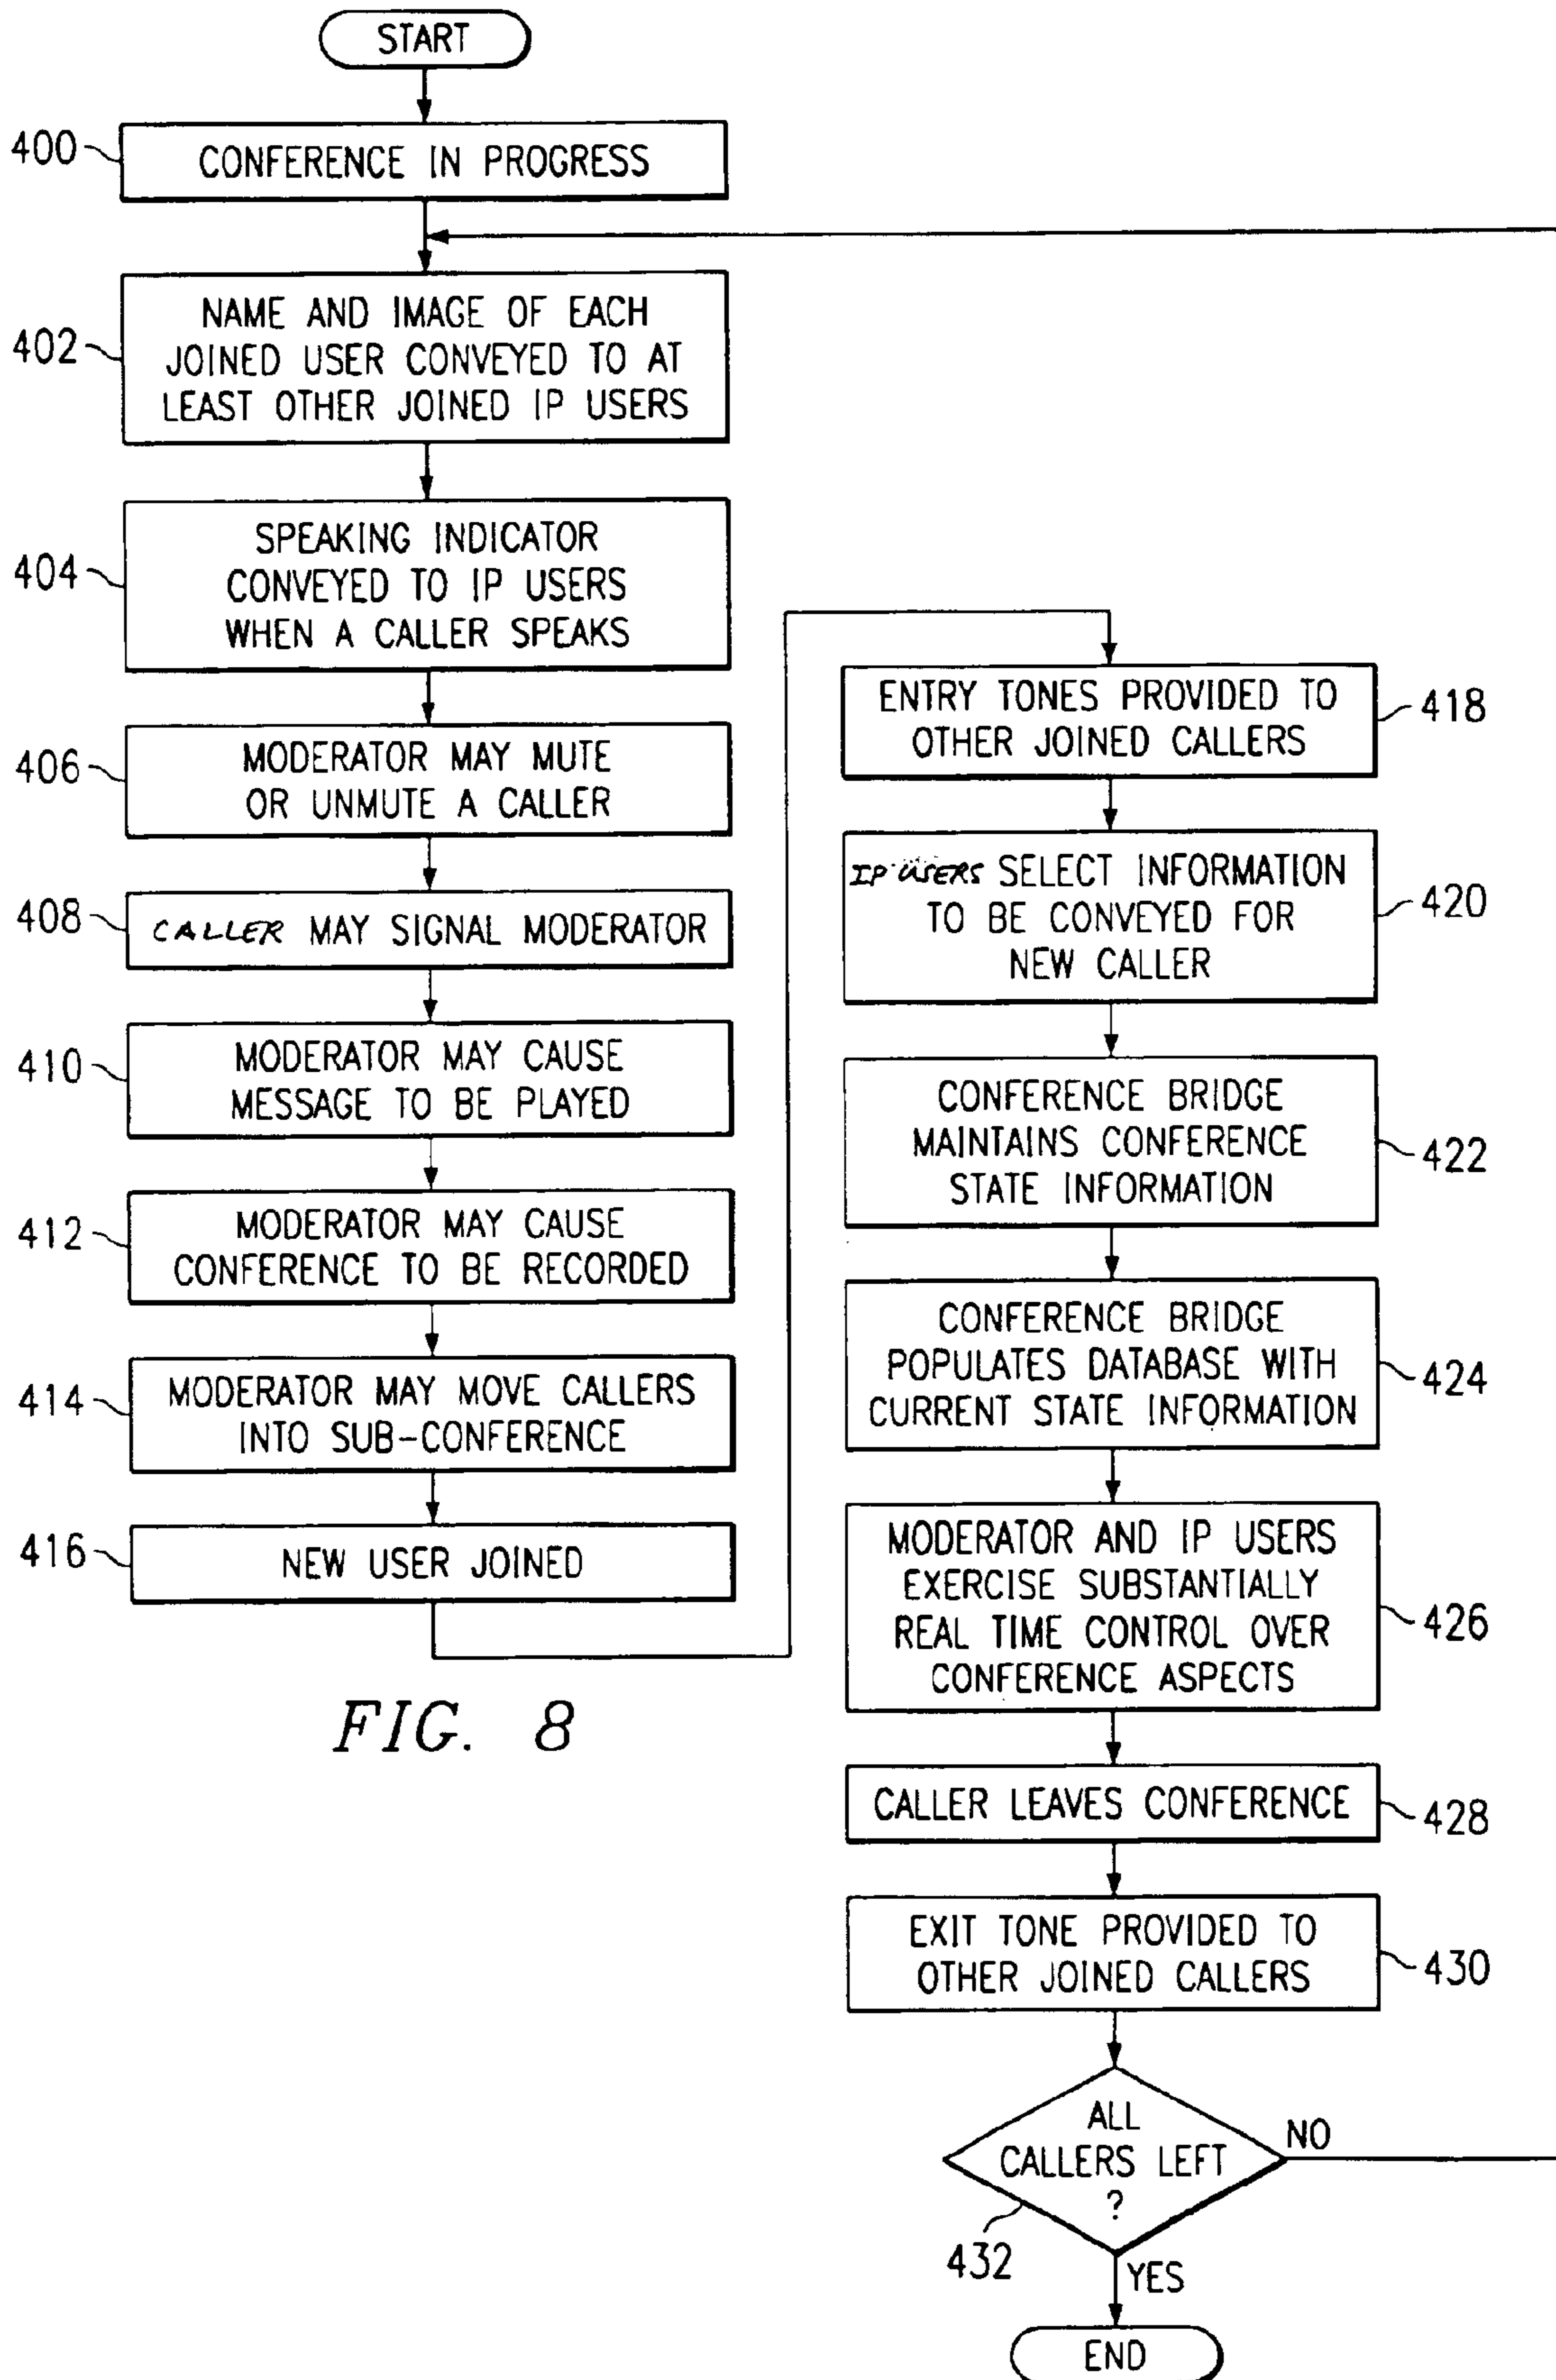 START
400
CONFERENCE IN PROGRESS
402
NAME AND IMAGE OF EACH
JOINED USER CONVEYED TO AT
LEAST OTHER JOINED IP USERS
404
SPEAKING INDICATOR
CONVEYED TO IP USERS
WHEN A CALLER SPEAKS
406
MODERATOR MAY MUTE
OR UNMUTE A CALLER
408
CALLER MAY SIGNAL MODERATOR
410
MODERATOR MAY CAUSE
MESSAGE TO BE PLAYED
412
MODERATOR MAY CAUSE
CONFERENCE TO BE RECORDED
414
MODERATOR MAY MOVE CALLERS
INTO SUB-CONFERENCE
416
NEW USER JOINED
FIG. 8
ENTRY TONES PROVIDED TO
OTHER JOINED CALLERS
418
IP USERS SELECT INFORMATION
TO BE CONVEYED FOR
NEW CALLER
420
CONFERENCE BRIDGE
MAINTAINS CONFERENCE
STATE INFORMATION
422
CONFERENCE BRIDGE
POPULATES DATABASE WITH
CURRENT STATE INFORMATION
424
MODERATOR AND IP USERS
EXERCISE SUBSTANTIALLY
REAL TIME CONTROL OVER
CONFERENCE ASPECTS
426
CALLER LEAVES CONFERENCE
428
EXIT TONE PROVIDED TO
OTHER JOINED CALLERS
430
ALL
CALLERS LEFT
?
NO
432
YES
END